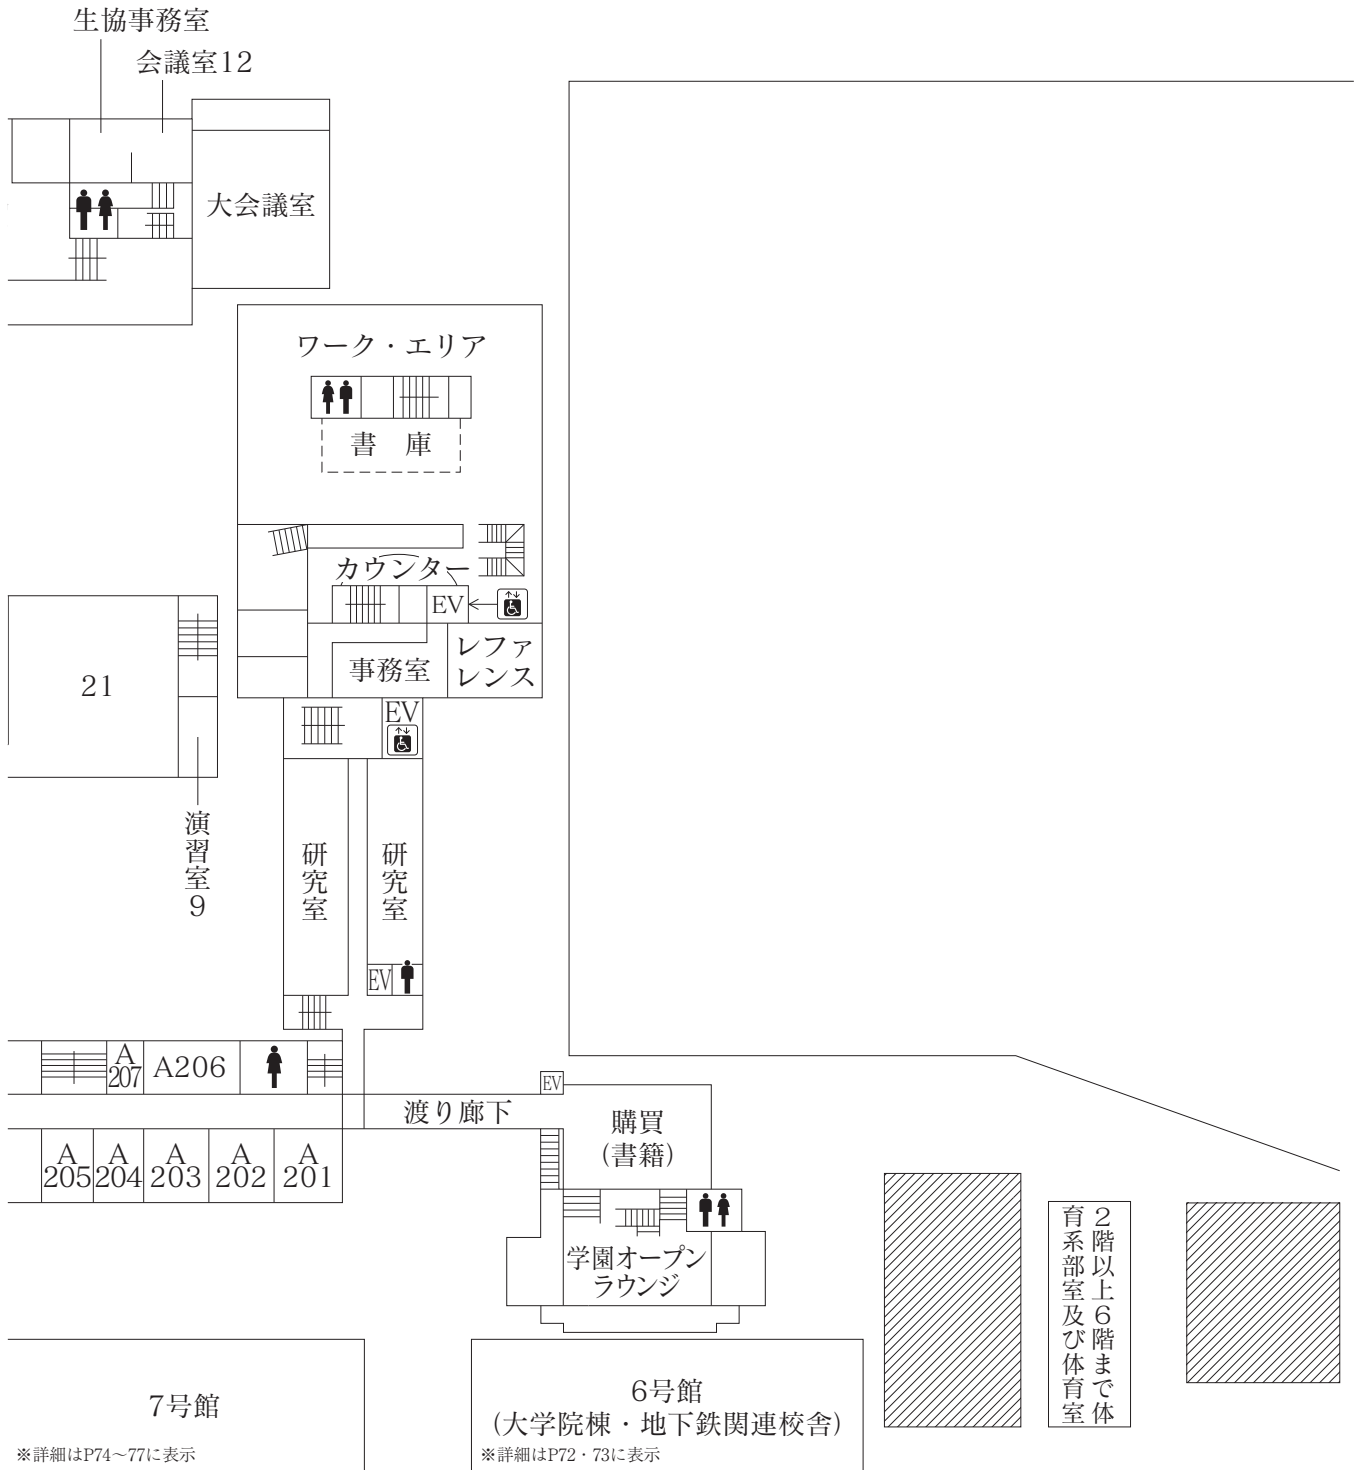 生協事務室
会議室12
大会議室
ワーク・エリア
書 庫
カウンター
EV
レファ
レンス
事務室
21
EV
演習室9
研究室
研究室
EV
A
207
A206
EV
渡り廊下
購買
(書籍)
A
205
A
204
A
203
A
202
A
201
学園オープン
ラウンジ
2階以上6階まで体
育系部室及び体育室
7号館
※詳細はP74〜77に表示
6号館
(大学院棟・地下鉄関連校舎)
※詳細はP72・73に表示